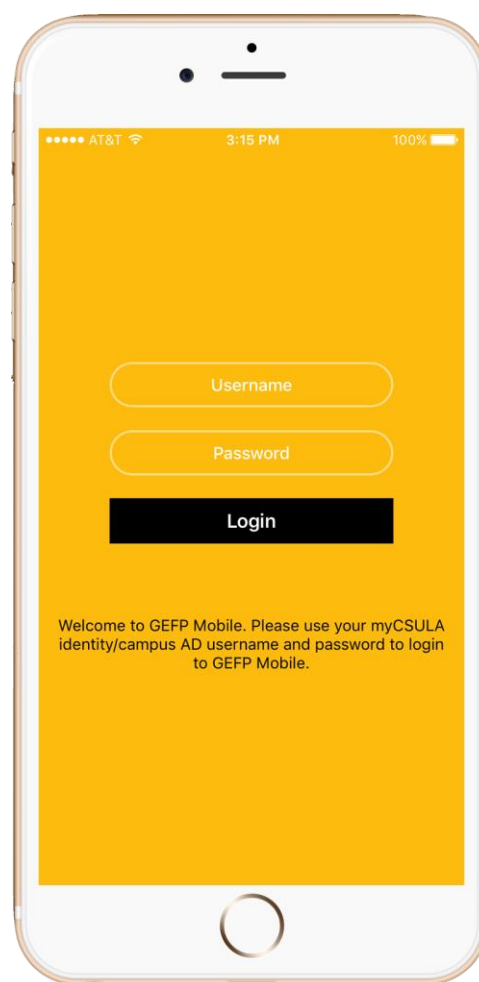 ●●●●● AT&T 3:15 PM 100%
Username
Password
Login
Welcome to GEFP Mobile. Please use your myCSULA
identity/campus AD username and password to login
to GEFP Mobile.